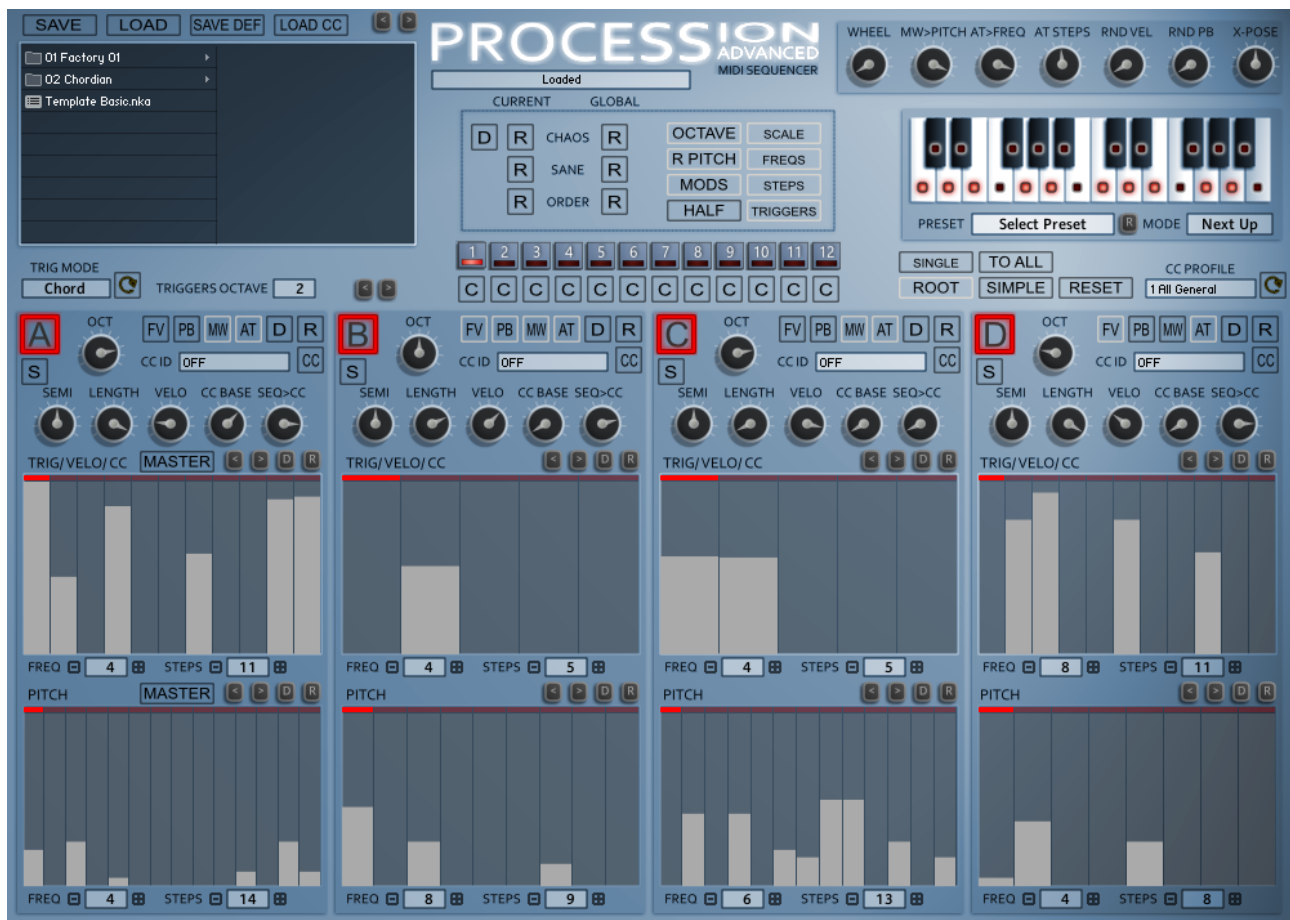 SAVE LOAD SAVE DEF LOAD CC < >
01 Factory 01
02 Chordian
Template Basic.nka
TRIG MODE
Chord TRIGGERS OCTAVE 2 < >
PROCESSION
ADVANCED
MIDI SEQUENCER
Loaded
CURRENT GLOBAL
D R CHAOS R OCTAVE SCALE
R SANE R R PITCH FREQS
R ORDER R MODS STEPS
HALF TRIGGERS
1 2 3 4 5 6 7 8 9 10 11 12
C C C C C C C C C C C C
WHEEL MW>PITCH AT>FREQ AT STEPS RND VEL RND PB X-POSE
PRESET Select Preset R MODE Next Up
SINGLE TO ALL CC PROFILE
ROOT SIMPLE RESET 1 All General
A OCT FV PB MW AT D R
S CC ID OFF CC
SEMI LENGTH VELO CC BASE SEQ>CC
TRIG/VELO/CC MASTER < > D R
FREQ 4 STEPS 11
PITCH MASTER < > D R
FREQ 4 STEPS 14
B OCT FV PB MW AT D R
S CC ID OFF CC
SEMI LENGTH VELO CC BASE SEQ>CC
TRIG/VELO/CC < > D R
FREQ 4 STEPS 5
PITCH < > D R
FREQ 8 STEPS 9
C OCT FV PB MW AT D R
S CC ID OFF CC
SEMI LENGTH VELO CC BASE SEQ>CC
TRIG/VELO/CC < > D R
FREQ 4 STEPS 5
PITCH < > D R
FREQ 6 STEPS 13
D OCT FV PB MW AT D R
S CC ID OFF CC
SEMI LENGTH VELO CC BASE SEQ>CC
TRIG/VELO/CC < > D R
FREQ 8 STEPS 11
PITCH < > D R
FREQ 4 STEPS 8